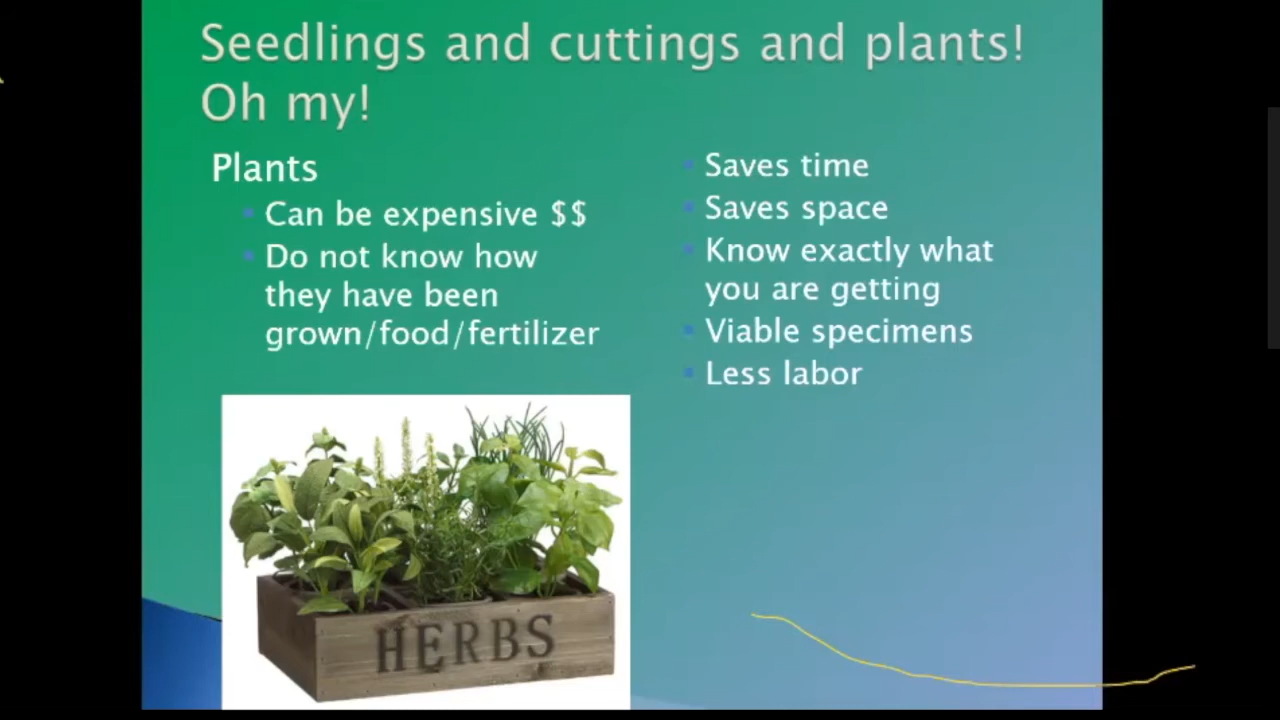 Seedlings and cuttings and plants!
Oh my!
Plants
Can be expensive $$
Do not know how
they have been
grown/food/fertilizer
Saves time
Saves space
Know exactly what
you are getting
Viable specimens
Less labor
HERBS